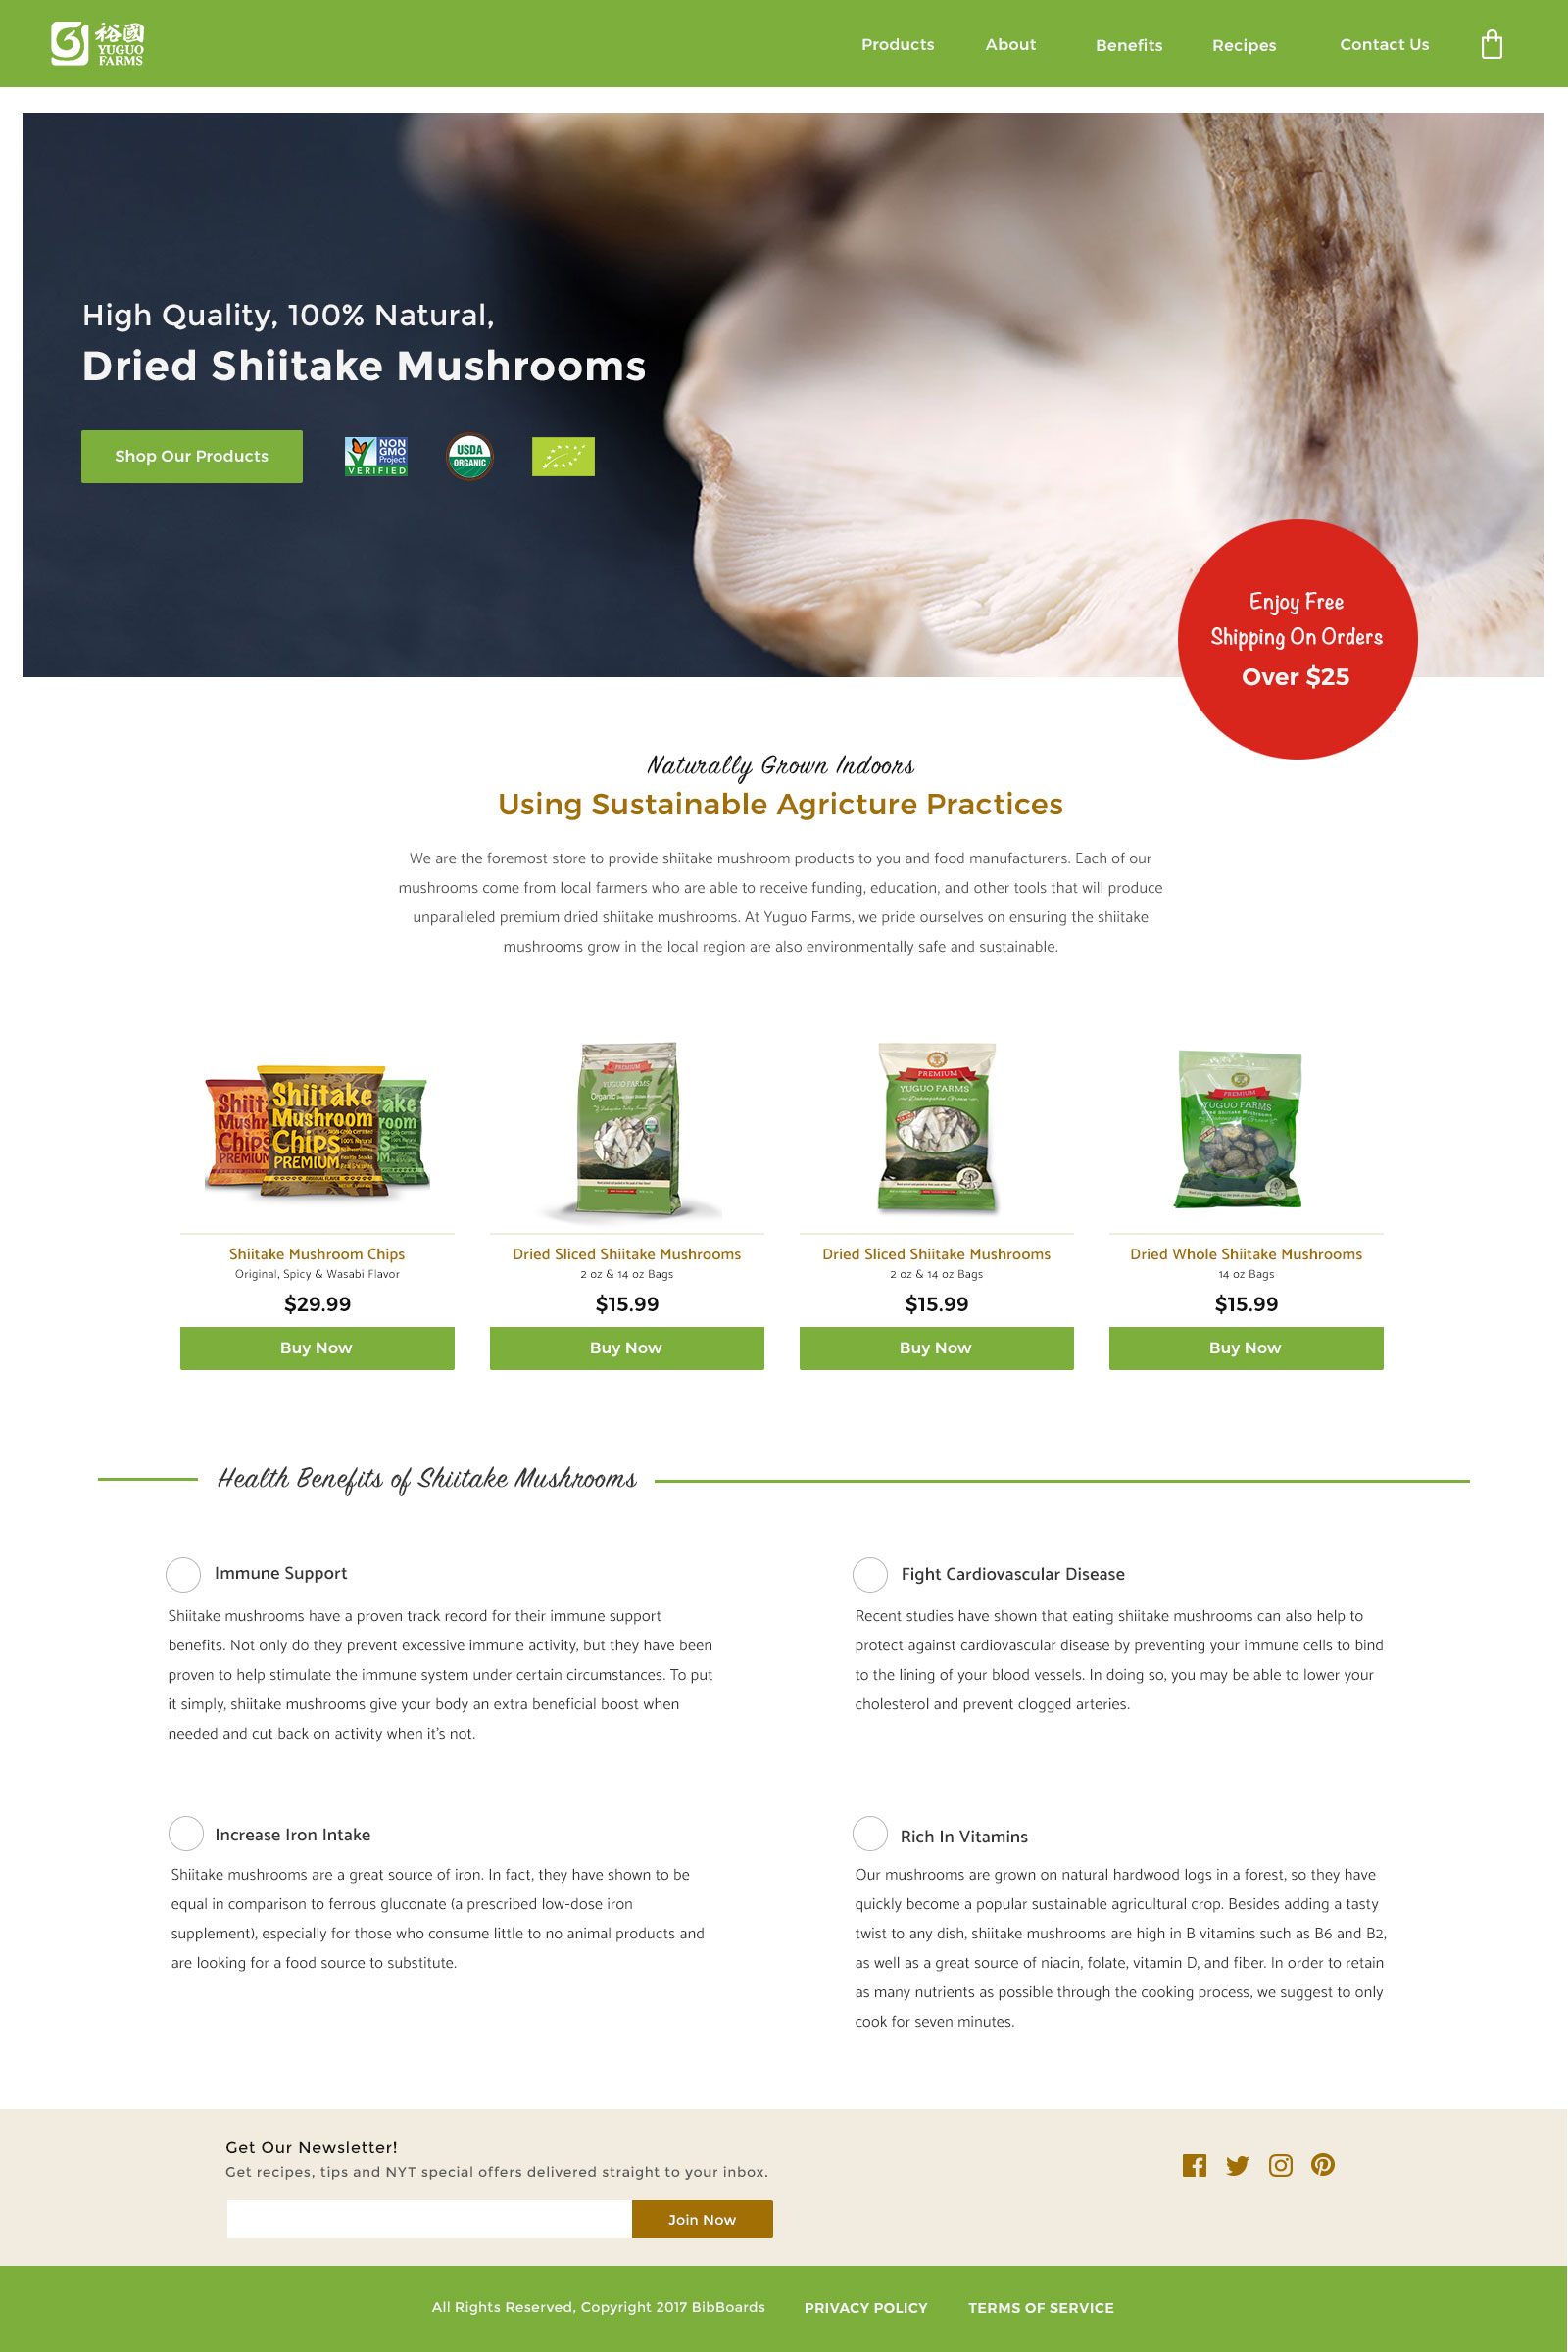 裕國
YUGUO
FARMS
Products
About
Benefits
Recipes
Contact Us
High Quality, 100% Natural,
Dried Shiitake Mushrooms
Shop Our Products
NON
GMO
Project
VERIFIED
USDA
ORGANIC
Enjoy Free
Shipping On Orders
Over $25
Naturally Grown Indoors
Using Sustainable Agricture Practices
We are the foremost store to provide shiitake mushroom products to you and food manufacturers. Each of our
mushrooms come from local farmers who are able to receive funding, education, and other tools that will produce
unparalleled premium dried shiitake mushrooms. At Yuguo Farms, we pride ourselves on ensuring the shiitake
mushrooms grow in the local region are also environmentally safe and sustainable.
Shiitake
Mushroom
Chips
PREMIUM
PREMIUM
YUGUO FARMS
Organic
PREMIUM
YUGUO FARMS
PREMIUM
YUGUO FARMS
Dried Shiitake Mushrooms
Shiitake Mushroom Chips
Original, Spicy & Wasabi Flavor
$29.99
Buy Now
Dried Sliced Shiitake Mushrooms
2 oz & 14 oz Bags
$15.99
Buy Now
Dried Sliced Shiitake Mushrooms
2 oz & 14 oz Bags
$15.99
Buy Now
Dried Whole Shiitake Mushrooms
14 oz Bags
$15.99
Buy Now
Health Benefits of Shiitake Mushrooms
Immune Support
Shiitake mushrooms have a proven track record for their immune support
benefits. Not only do they prevent excessive immune activity, but they have been
proven to help stimulate the immune system under certain circumstances. To put
it simply, shiitake mushrooms give your body an extra beneficial boost when
needed and cut back on activity when it's not.
Fight Cardiovascular Disease
Recent studies have shown that eating shiitake mushrooms can also help to
protect against cardiovascular disease by preventing your immune cells to bind
to the lining of your blood vessels. In doing so, you may be able to lower your
cholesterol and prevent clogged arteries.
Increase Iron Intake
Shiitake mushrooms are a great source of iron. In fact, they have shown to be
equal in comparison to ferrous gluconate (a prescribed low-dose iron
supplement), especially for those who consume little to no animal products and
are looking for a food source to substitute.
Rich In Vitamins
Our mushrooms are grown on natural hardwood logs in a forest, so they have
quickly become a popular sustainable agricultural crop. Besides adding a tasty
twist to any dish, shiitake mushrooms are high in B vitamins such as B6 and B2,
as well as a great source of niacin, folate, vitamin D, and fiber. In order to retain
as many nutrients as possible through the cooking process, we suggest to only
cook for seven minutes.
Get Our Newsletter!
Get recipes, tips and NYT special offers delivered straight to your inbox.
Join Now
All Rights Reserved, Copyright 2017 BibBoards
PRIVACY POLICY
TERMS OF SERVICE